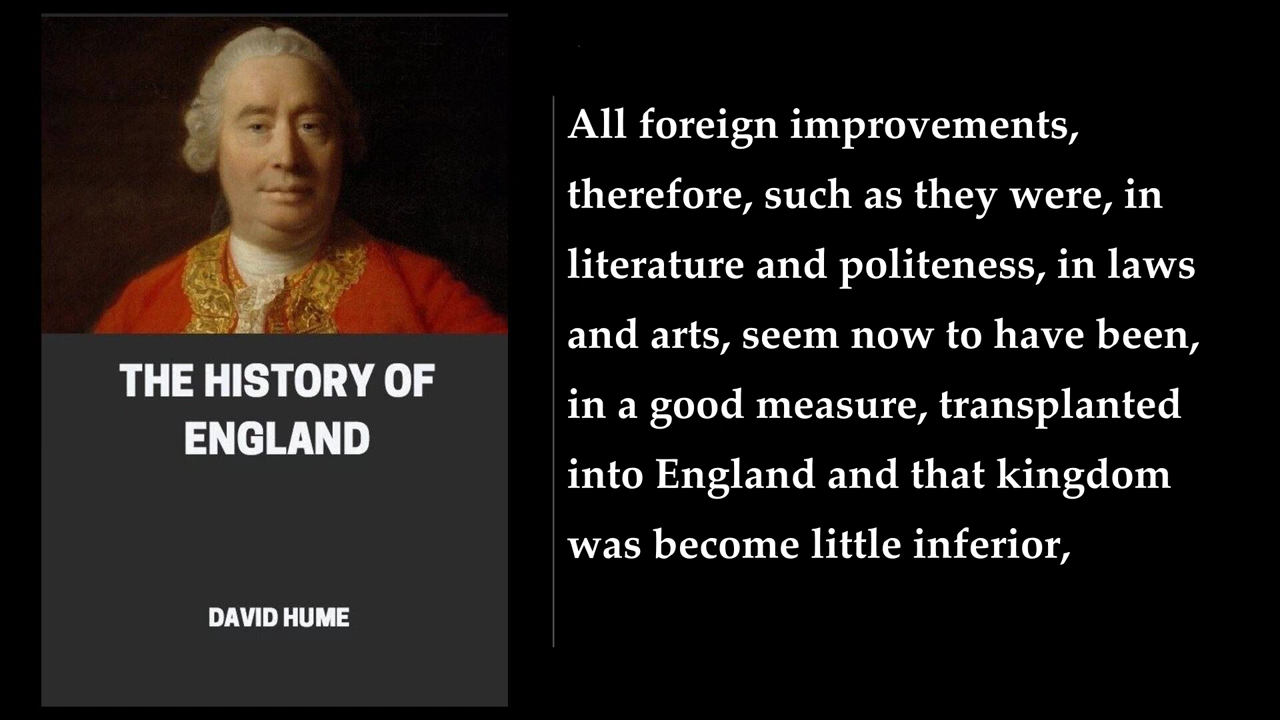 THE HISTORY OF
ENGLAND
DAVID HUME
All foreign improvements,
therefore, such as they were, in
literature and politeness, in laws
and arts, seem now to have been,
in a good measure, transplanted
into England and that kingdom
was become little inferior,